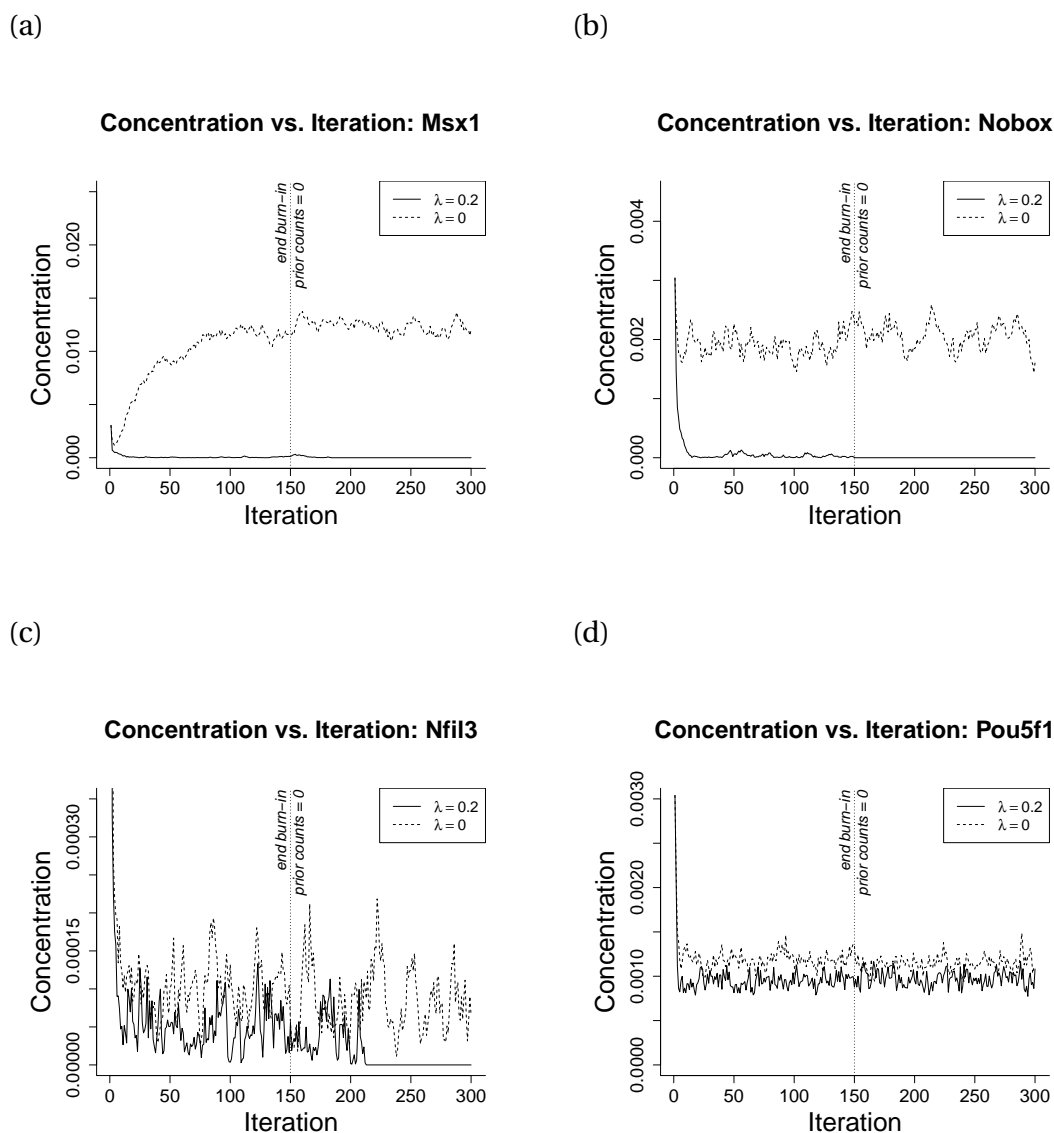 (a)
Concentration vs. Iteration: Msx1
Concentration
0.000 0.010 0.020
end burn−in
prior counts = 0
λ = 0.2
λ = 0
0 50 100 150 200 250 300
Iteration
(b)
Concentration vs. Iteration: Nobox
Concentration
0.000 0.002 0.004
end burn−in
prior counts = 0
λ = 0.2
λ = 0
0 50 100 150 200 250 300
Iteration
(c)
Concentration vs. Iteration: Nfil3
Concentration
0.00000 0.00015 0.00030
end burn−in
prior counts = 0
λ = 0.2
λ = 0
0 50 100 150 200 250 300
Iteration
(d)
Concentration vs. Iteration: Pou5f1
Concentration
0.0000 0.0010 0.0020 0.0030
end burn−in
prior counts = 0
λ = 0.2
λ = 0
0 50 100 150 200 250 300
Iteration